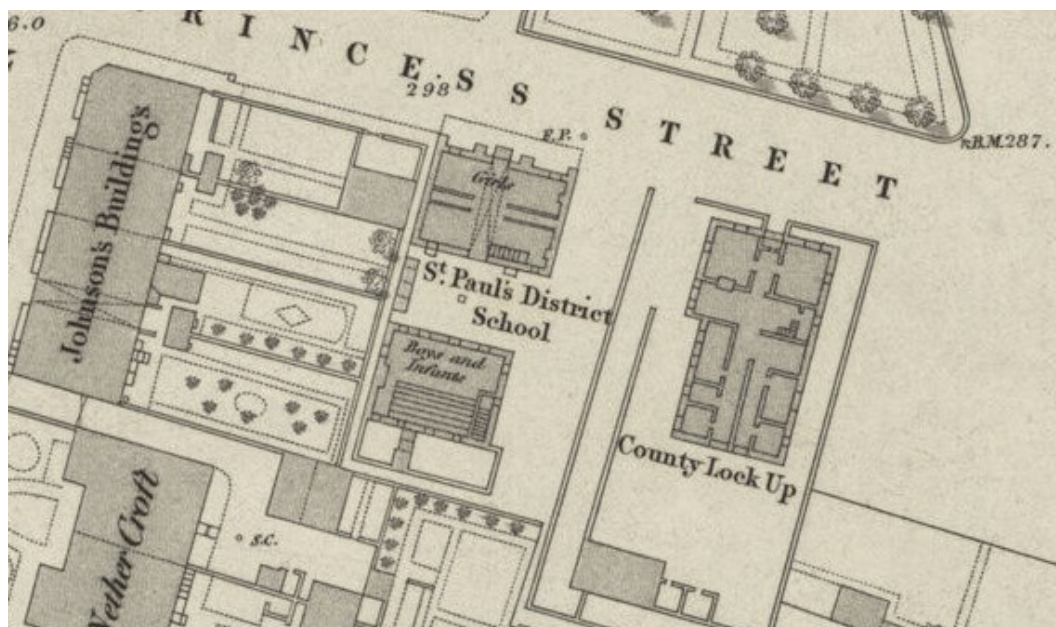 6.0
PRINCESS STREET
298
F.P.
B.M.287.
Johnson's Buildings
Girls
St. Paul's District
School
Boys and
Infants
County Lock Up
S.C.
Nether Croft